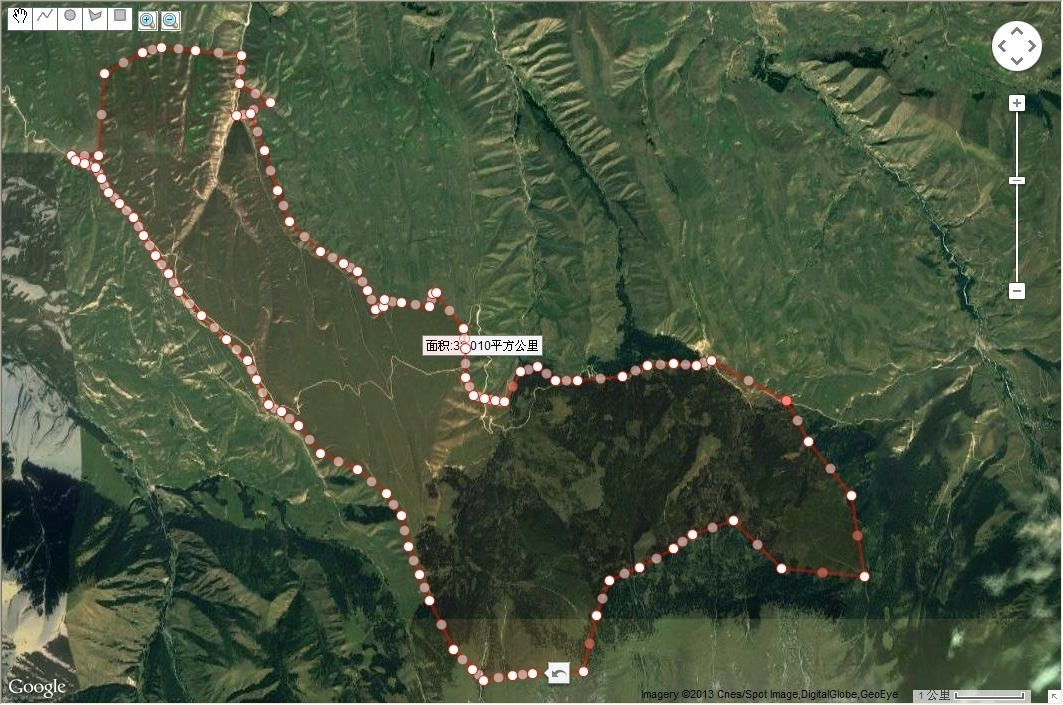 面积:3 010平方公里
Google
Imagery ©2013 Cnes/Spot Image,DigitalGlobe,GeoEye
1 公里